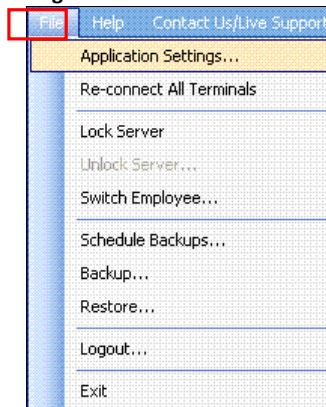 File Help Contact Us/Live Support
Application Settings...
Re-connect All Terminals
Lock Server
Unlock Server...
Switch Employee...
Schedule Backups...
Backup...
Restore...
Logout...
Exit